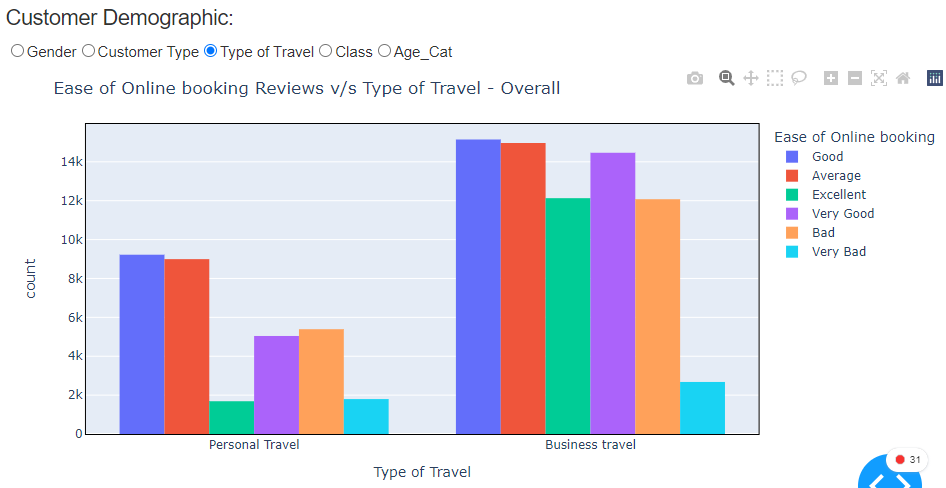 Customer Demographic:
Gender Customer Type Type of Travel Class Age_Cat
Ease of Online booking Reviews v/s Type of Travel - Overall
Ease of Online booking
Good
Average
Excellent
Very Good
Bad
Very Bad
14k
12k
10k
8k
6k
4k
2k
0
count
Personal Travel Business travel
Type of Travel
31